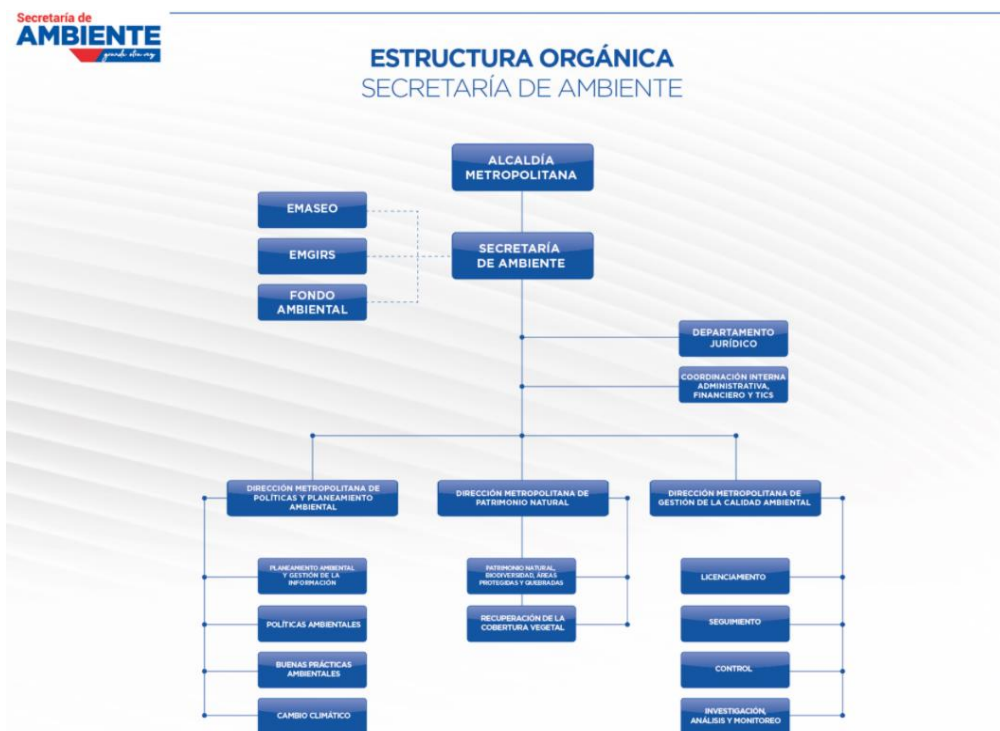 Secretaría de
AMBIENTE
grande otra vez
ESTRUCTURA ORGÁNICA
SECRETARÍA DE AMBIENTE
ALCALDÍA
METROPOLITANA
EMASEO
EMGIRS
FONDO
AMBIENTAL
SECRETARÍA
DE AMBIENTE
DEPARTAMENTO
JURÍDICO
COORDINACIÓN INTERNA
ADMINISTRATIVA,
FINANCIERO Y TICS
DIRECCIÓN METROPOLITANA DE
POLÍTICAS Y PLANEAMIENTO
AMBIENTAL
PLANEAMIENTO AMBIENTAL
Y GESTIÓN DE LA
INFORMACIÓN
POLÍTICAS AMBIENTALES
BUENAS PRÁCTICAS
AMBIENTALES
CAMBIO CLIMÁTICO
DIRECCIÓN METROPOLITANA DE
PATRIMONIO NATURAL
PATRIMONIO NATURAL,
BIODIVERSIDAD, ÁREAS
PROTEGIDAS Y QUEBRADAS
RECUPERACIÓN DE LA
COBERTURA VEGETAL
DIRECCIÓN METROPOLITANA DE
GESTIÓN DE LA CALIDAD AMBIENTAL
LICENCIAMIENTO
SEGUIMIENTO
CONTROL
INVESTIGACIÓN,
ANÁLISIS Y MONITOREO